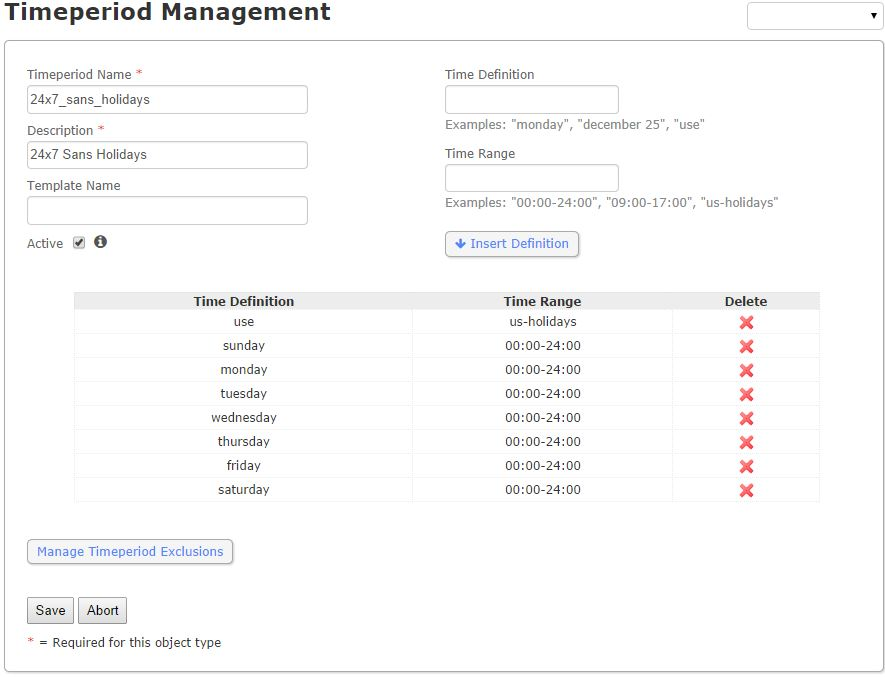 Timeperiod Management
Timeperiod Name *
24x7_sans_holidays
Description *
24x7 Sans Holidays
Template Name
Active
Time Definition
Examples: "monday", "december 25", "use"
Time Range
Examples: "00:00-24:00", "09:00-17:00", "us-holidays"
Insert Definition
Time Definition Time Range Delete
use us-holidays
sunday 00:00-24:00
monday 00:00-24:00
tuesday 00:00-24:00
wednesday 00:00-24:00
thursday 00:00-24:00
friday 00:00-24:00
saturday 00:00-24:00
Manage Timeperiod Exclusions
Save Abort
* = Required for this object type